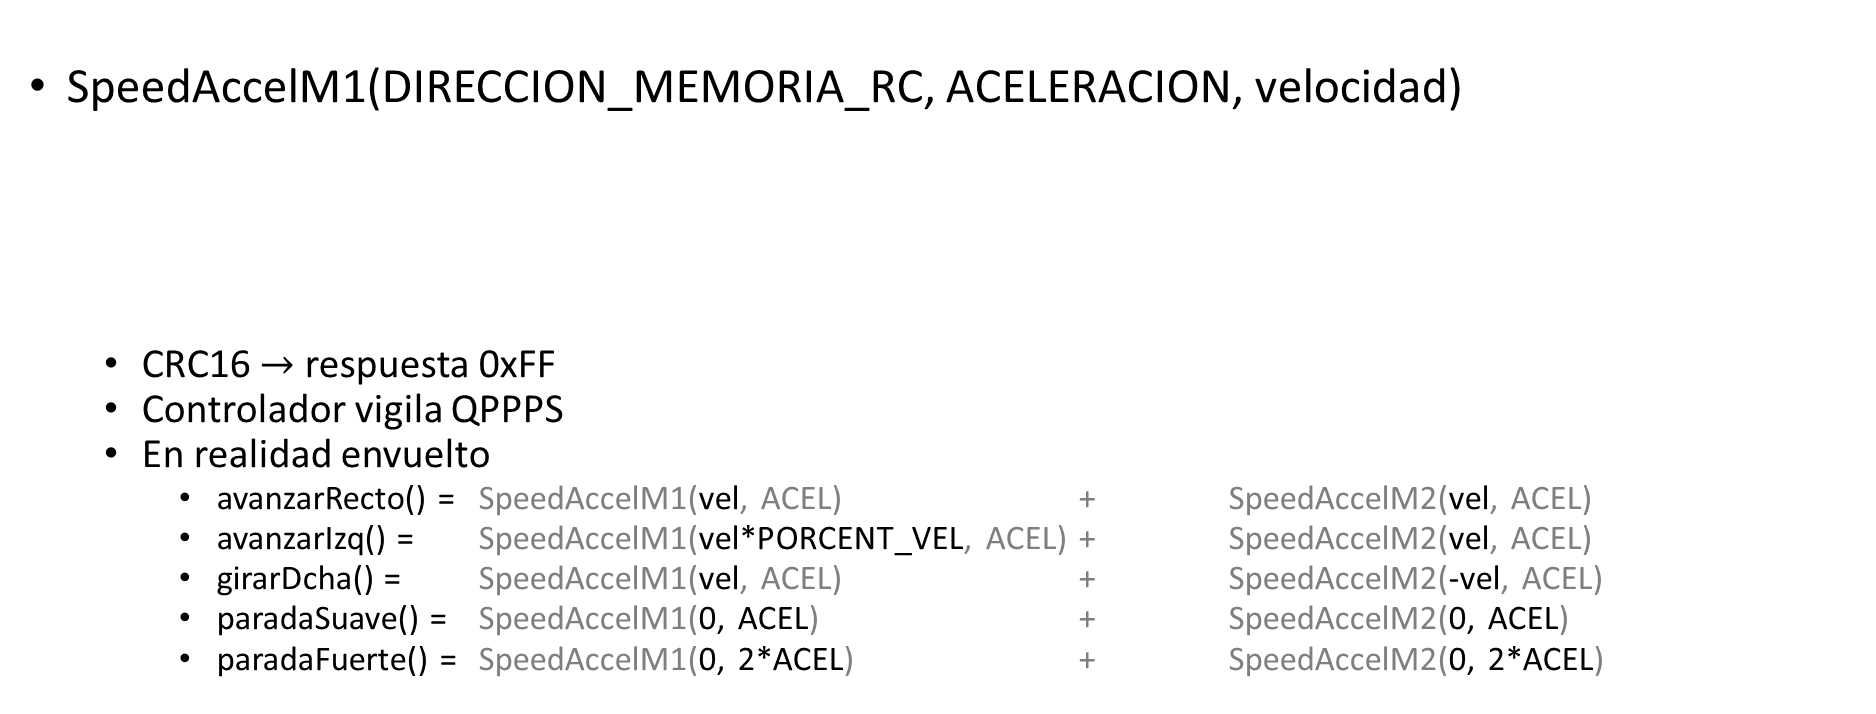 • SpeedAccelM1(DIRECCION_MEMORIA_RC, ACELERACION, velocidad)
• CRC16 → respuesta 0xFF
• Controlador vigila QPPPS
• En realidad envuelto
• avanzarRecto() = SpeedAccelM1(vel, ACEL) + SpeedAccelM2(vel, ACEL)
• avanzarIzq() = SpeedAccelM1(vel*PORCENT_VEL, ACEL) + SpeedAccelM2(vel, ACEL)
• girarDcha() = SpeedAccelM1(vel, ACEL) + SpeedAccelM2(-vel, ACEL)
• paradaSuave() = SpeedAccelM1(0, ACEL) + SpeedAccelM2(0, ACEL)
• paradaFuerte() = SpeedAccelM1(0, 2*ACEL) + SpeedAccelM2(0, 2*ACEL)